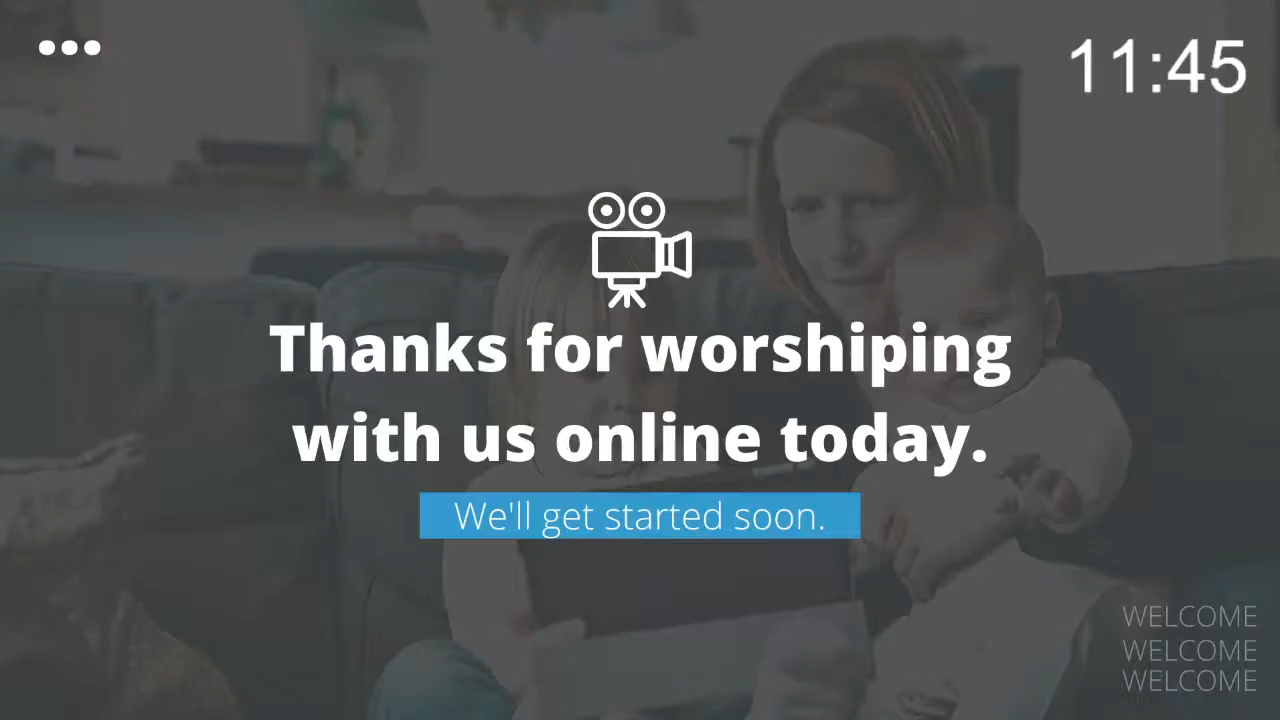 11:45
Thanks for worshiping
with us online today.
We'll get started soon.
WELCOME
WELCOME
WELCOME